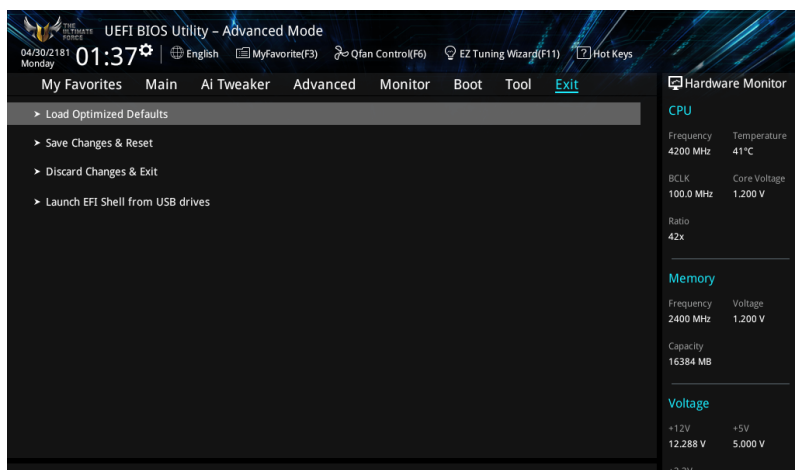 THE ULTIMATE FORCE
UEFI BIOS Utility – Advanced Mode
04/30/2181 Monday 01:37 English MyFavorite(F3) Qfan Control(F6) EZ Tuning Wizard(F11) ? Hot Keys
My Favorites Main Ai Tweaker Advanced Monitor Boot Tool Exit
➤ Load Optimized Defaults
➤ Save Changes & Reset
➤ Discard Changes & Exit
➤ Launch EFI Shell from USB drives
Hardware Monitor
CPU
Frequency Temperature
4200 MHz 41°C
BCLK Core Voltage
100.0 MHz 1.200 V
Ratio
42x
Memory
Frequency Voltage
2400 MHz 1.200 V
Capacity
16384 MB
Voltage
+12V +5V
12.288 V 5.000 V